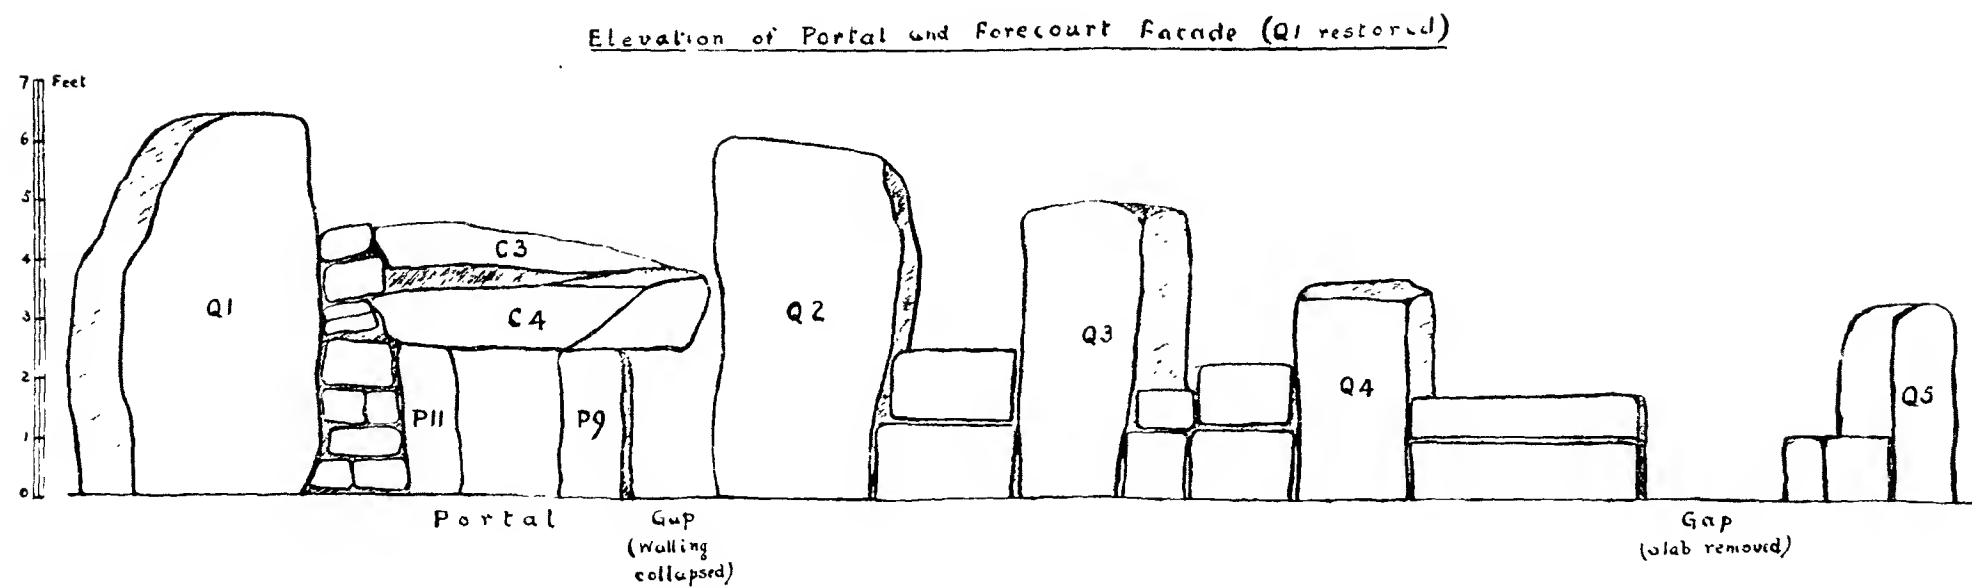 Elevation of Portal and Forecourt Facade (Q1 restored)
7 Feet
6
5
4
3
2
1
0
Q1
C3
C4
P11
P9
Q2
Q3
Q4
Q5
Portal
Gap
(Walling
collapsed)
Gap
(slab removed)